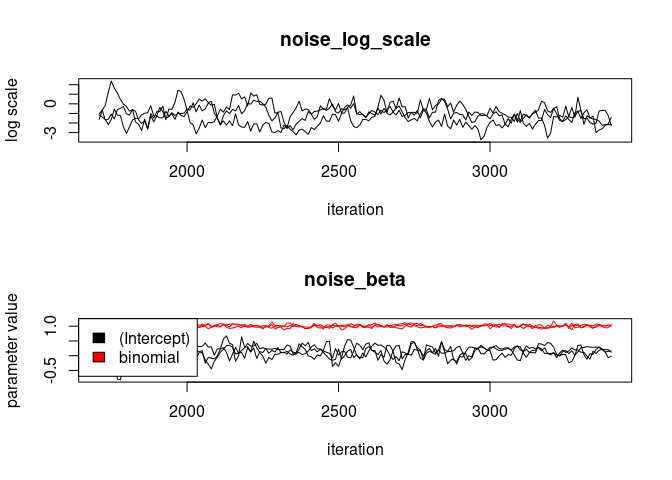 noise_log_scale
log scale
0
-3
2000 2500 3000
iteration
noise_beta
parameter value
1.0
-0.5
(Intercept)
binomial
2000 2500 3000
iteration